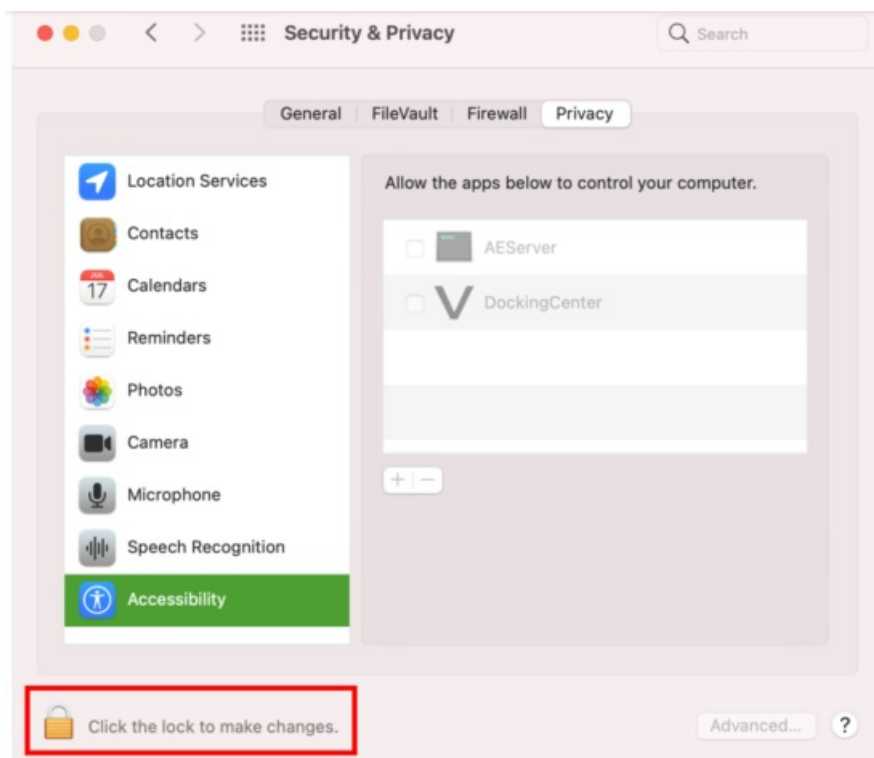 Security & Privacy
Search
General FileVault Firewall Privacy
Location Services
Contacts
JUL
17
Calendars
Reminders
Photos
Camera
Microphone
Speech Recognition
Accessibility
Allow the apps below to control your computer.
AEServer
DockingCenter
+ −
Click the lock to make changes.
Advanced... ?